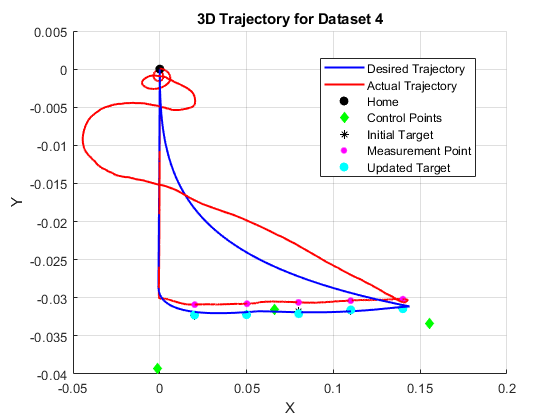 3D Trajectory for Dataset 4
0.005
0
-0.005
-0.01
-0.015
-0.02
-0.025
-0.03
-0.035
-0.04
Y
Desired Trajectory
Actual Trajectory
Home
Control Points
Initial Target
Measurement Point
Updated Target
-0.05
0
0.05
0.1
0.15
0.2
X